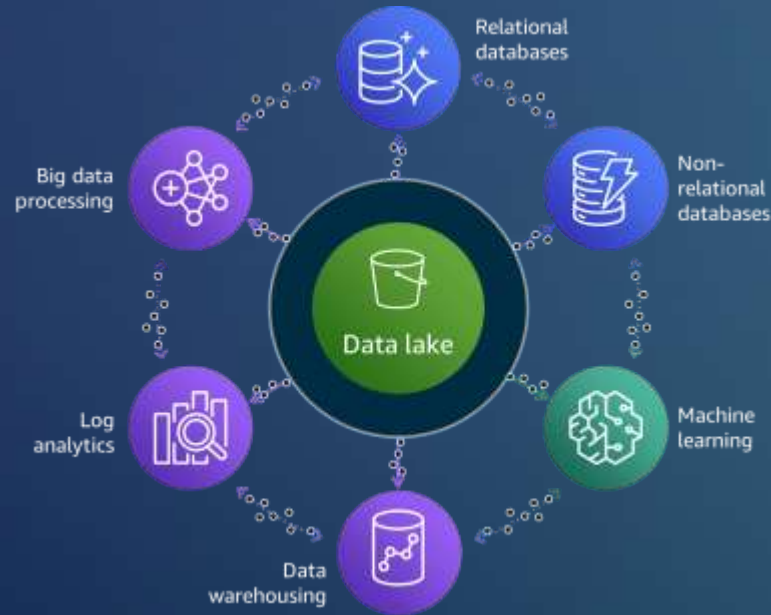 Relational
databases
Big data
processing
Non-
relational
databases
Data lake
Log
analytics
Machine
learning
Data
warehousing